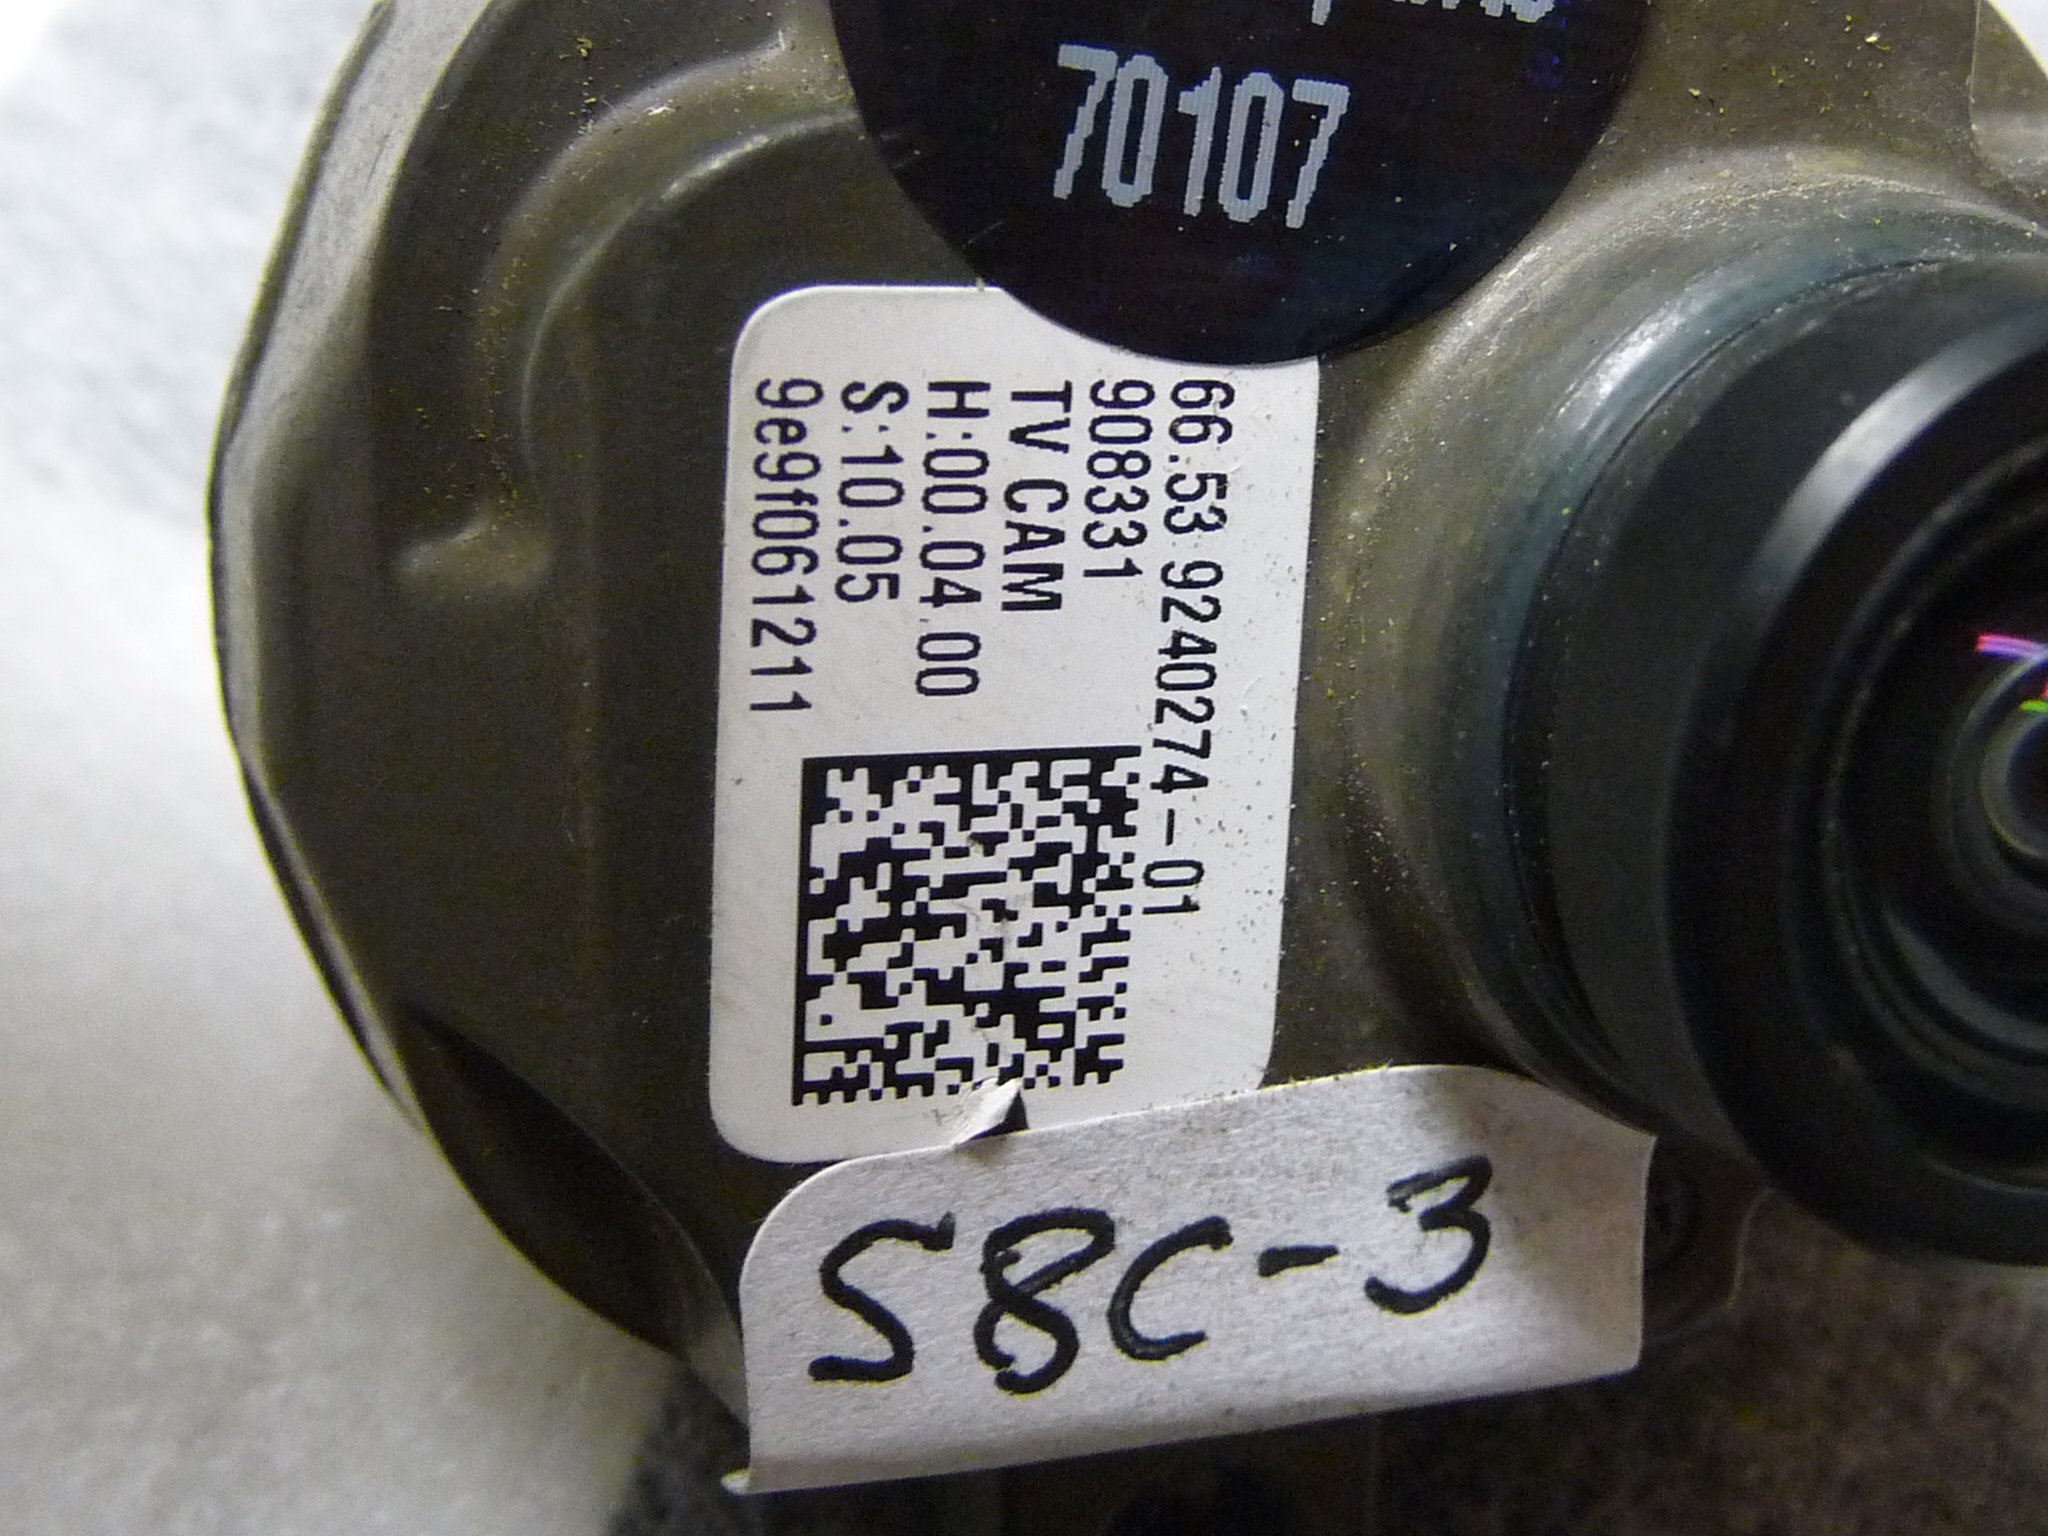 70107
66.53 9240274-01
908331
TV CAM
H:00.04.00
S:10.05
9e9f061211
S8C-3